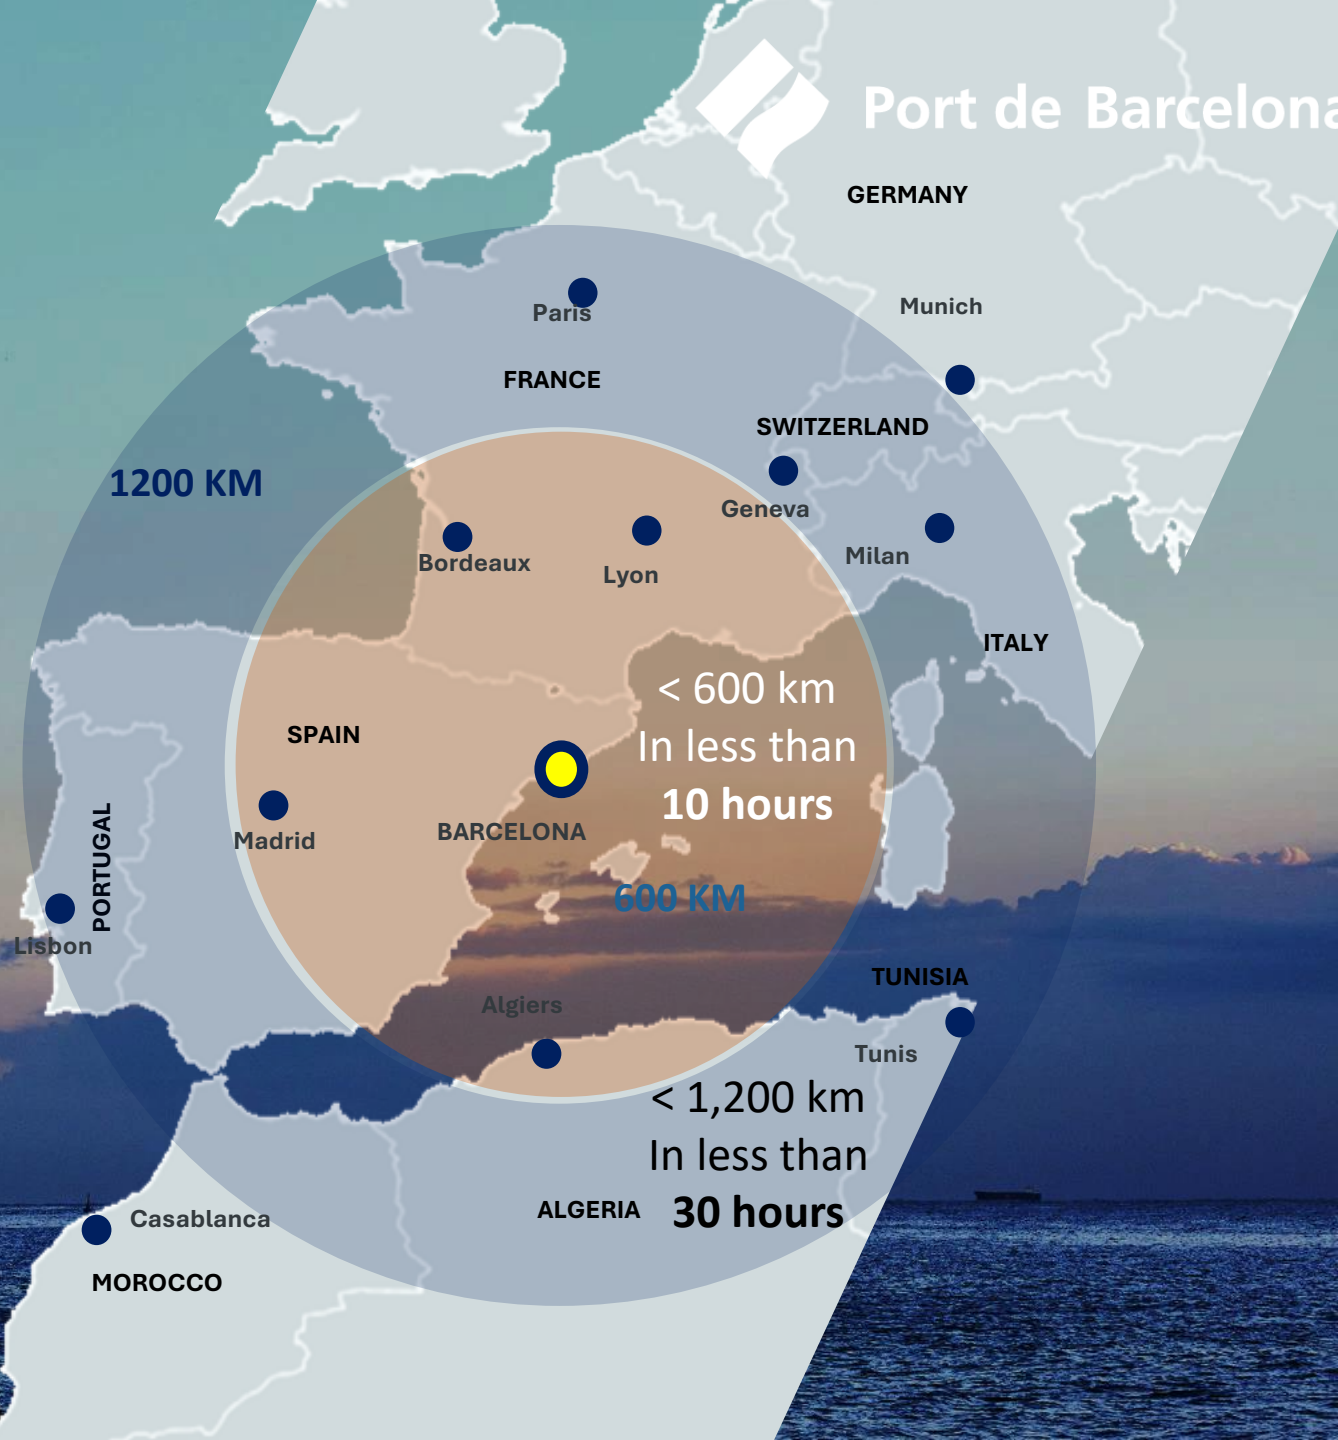 Port de Barcelona
GERMANY
Munich
Paris
FRANCE
SWITZERLAND
1200 KM
Geneva
Milan
Bordeaux
Lyon
ITALY
< 600 km
In less than
10 hours
SPAIN
BARCELONA
Madrid
PORTUGAL
600 KM
Lisbon
TUNISIA
Algiers
Tunis
< 1,200 km
In less than
30 hours
ALGERIA
Casablanca
MOROCCO